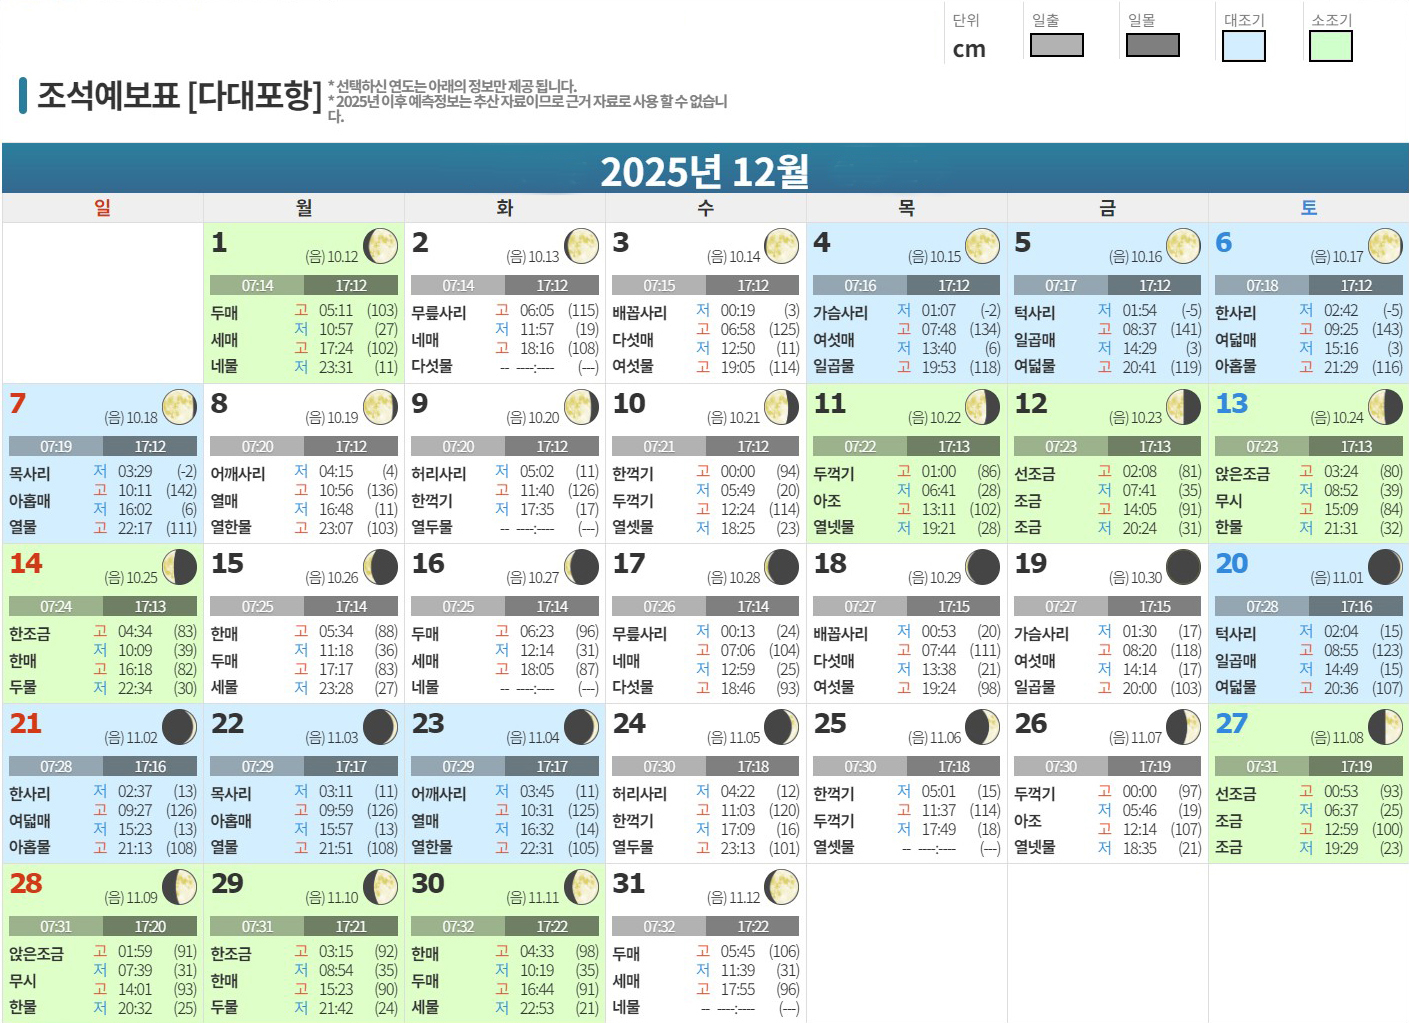 단위 일출 일몰 대조기 소조기
cm
조석예보표 [다대포항]
* 선택하신 연도는 아래의 정보만 제공 됩니다.
* 2025년 이후 예측정보는 추산 자료이므로 근거 자료로 사용 할 수 없습니
다.
2025년 12월
일 월 화 수 목 금 토
1 (음) 10.12
07:14 17:12
두매 고 05:11 (103)
저 10:57 (27)
세매 고 17:24 (102)
네물 저 23:31 (11)
2 (음) 10.13
07:14 17:12
무릎사리 고 06:05 (115)
저 11:57 (19)
네매 고 18:16 (108)
다섯물 -- ----:---- (---)
3 (음) 10.14
07:15 17:12
배꼽사리 저 00:19 (3)
고 06:58 (125)
다섯매 저 12:50 (11)
여섯물 고 19:05 (114)
4 (음) 10.15
07:16 17:12
가슴사리 저 01:07 (-2)
고 07:48 (134)
여섯매 저 13:40 (6)
일곱물 고 19:53 (118)
5 (음) 10.16
07:17 17:12
턱사리 저 01:54 (-5)
고 08:37 (141)
일곱매 저 14:29 (3)
여덟물 고 20:41 (119)
6 (음) 10.17
07:18 17:12
한사리 저 02:42 (-5)
고 09:25 (143)
여덟매 저 15:16 (3)
아홉물 고 21:29 (116)
7 (음) 10.18
07:19 17:12
목사리 저 03:29 (-2)
고 10:11 (142)
아홉매 저 16:02 (6)
열물 고 22:17 (111)
8 (음) 10.19
07:20 17:12
어깨사리 저 04:15 (4)
고 10:56 (136)
열매 저 16:48 (11)
열한물 고 23:07 (103)
9 (음) 10.20
07:20 17:12
허리사리 저 05:02 (11)
고 11:40 (126)
한꺽기 저 17:35 (17)
열두물 -- ----:---- (---)
10 (음) 10.21
07:21 17:12
한꺽기 고 00:00 (94)
저 05:49 (20)
두꺽기 고 12:24 (114)
열셋물 저 18:25 (23)
11 (음) 10.22
07:22 17:13
두꺽기 고 01:00 (86)
저 06:41 (28)
아조 고 13:11 (102)
열넷물 저 19:21 (28)
12 (음) 10.23
07:23 17:13
선조금 고 02:08 (81)
저 07:41 (35)
조금 고 14:05 (91)
조금 저 20:24 (31)
13 (음) 10.24
07:23 17:13
앉은조금 고 03:24 (80)
저 08:52 (39)
무시 고 15:09 (84)
한물 저 21:31 (32)
14 (음) 10.25
07:24 17:13
한조금 고 04:34 (83)
저 10:09 (39)
한매 고 16:18 (82)
두물 저 22:34 (30)
15 (음) 10.26
07:25 17:14
한매 고 05:34 (88)
저 11:18 (36)
두매 고 17:17 (83)
세물 저 23:28 (27)
16 (음) 10.27
07:25 17:14
두매 고 06:23 (96)
저 12:14 (31)
세매 고 18:05 (87)
네물 -- ----:---- (---)
17 (음) 10.28
07:26 17:14
무릎사리 저 00:13 (24)
고 07:06 (104)
네매 저 12:59 (25)
다섯물 고 18:46 (93)
18 (음) 10.29
07:27 17:15
배꼽사리 저 00:53 (20)
고 07:44 (111)
다섯매 저 13:38 (21)
여섯물 고 19:24 (98)
19 (음) 10.30
07:27 17:15
가슴사리 저 01:30 (17)
고 08:20 (118)
여섯매 저 14:14 (17)
일곱물 고 20:00 (103)
20 (음) 11.01
07:28 17:16
턱사리 저 02:04 (15)
고 08:55 (123)
일곱매 저 14:49 (15)
여덟물 고 20:36 (107)
21 (음) 11.02
07:28 17:16
한사리 저 02:37 (13)
고 09:27 (126)
여덟매 저 15:23 (13)
아홉물 고 21:13 (108)
22 (음) 11.03
07:29 17:17
목사리 저 03:11 (11)
고 09:59 (126)
아홉매 저 15:57 (13)
열물 고 21:51 (108)
23 (음) 11.04
07:29 17:17
어깨사리 저 03:45 (11)
고 10:31 (125)
열매 저 16:32 (14)
열한물 고 22:31 (105)
24 (음) 11.05
07:30 17:18
허리사리 저 04:22 (12)
고 11:03 (120)
한꺽기 저 17:09 (16)
열두물 고 23:13 (101)
25 (음) 11.06
07:30 17:18
한꺽기 저 05:01 (15)
고 11:37 (114)
두꺽기 저 17:49 (18)
열셋물 -- ----:---- (---)
26 (음) 11.07
07:30 17:19
두꺽기 고 00:00 (97)
저 05:46 (19)
아조 고 12:14 (107)
열넷물 저 18:35 (21)
27 (음) 11.08
07:31 17:19
선조금 고 00:53 (93)
저 06:37 (25)
조금 고 12:59 (100)
조금 저 19:29 (23)
28 (음) 11.09
07:31 17:20
앉은조금 고 01:59 (91)
저 07:39 (31)
무시 고 14:01 (93)
한물 저 20:32 (25)
29 (음) 11.10
07:31 17:21
한조금 고 03:15 (92)
저 08:54 (35)
한매 고 15:23 (90)
두물 저 21:42 (24)
30 (음) 11.11
07:32 17:22
한매 고 04:33 (98)
저 10:19 (35)
두매 고 16:44 (91)
세물 저 22:53 (21)
31 (음) 11.12
07:32 17:22
두매 고 05:45 (106)
저 11:39 (31)
세매 고 17:55 (96)
네물 -- ----:---- (---)